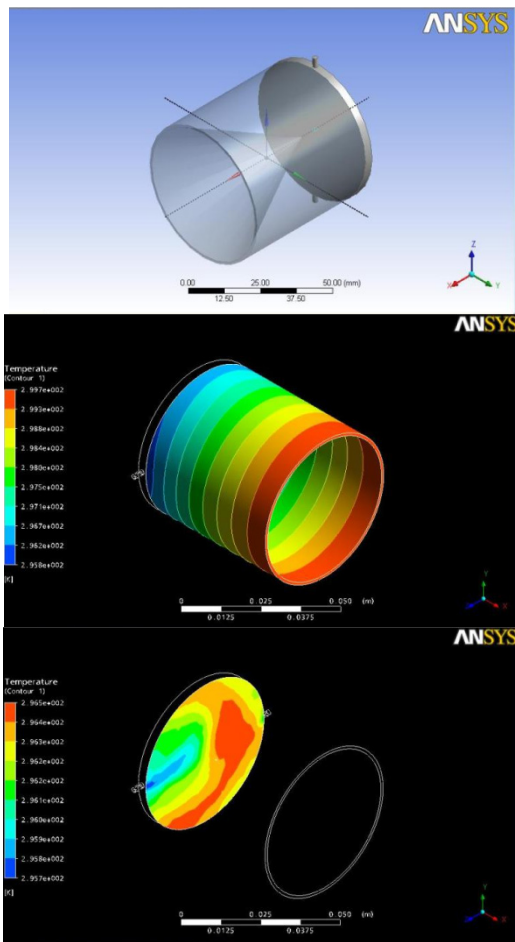 ANSYS
Z
X
Y
0.00 25.00 50.00 (mm)
12.50 37.50
ANSYS
Temperature
(Contour 1)
2.997e+002
2.993e+002
2.988e+002
2.984e+002
2.980e+002
2.975e+002
2.971e+002
2.967e+002
2.962e+002
2.958e+002
[K]
0 0.025 0.050 (m)
0.0125 0.0375
Y
Z
X
ANSYS
Temperature
(Contour 1)
2.965e+002
2.964e+002
2.963e+002
2.962e+002
2.961e+002
2.960e+002
2.959e+002
2.958e+002
2.957e+002
[K]
0 0.025 0.050 (m)
0.0125 0.0375
Y
Z
X